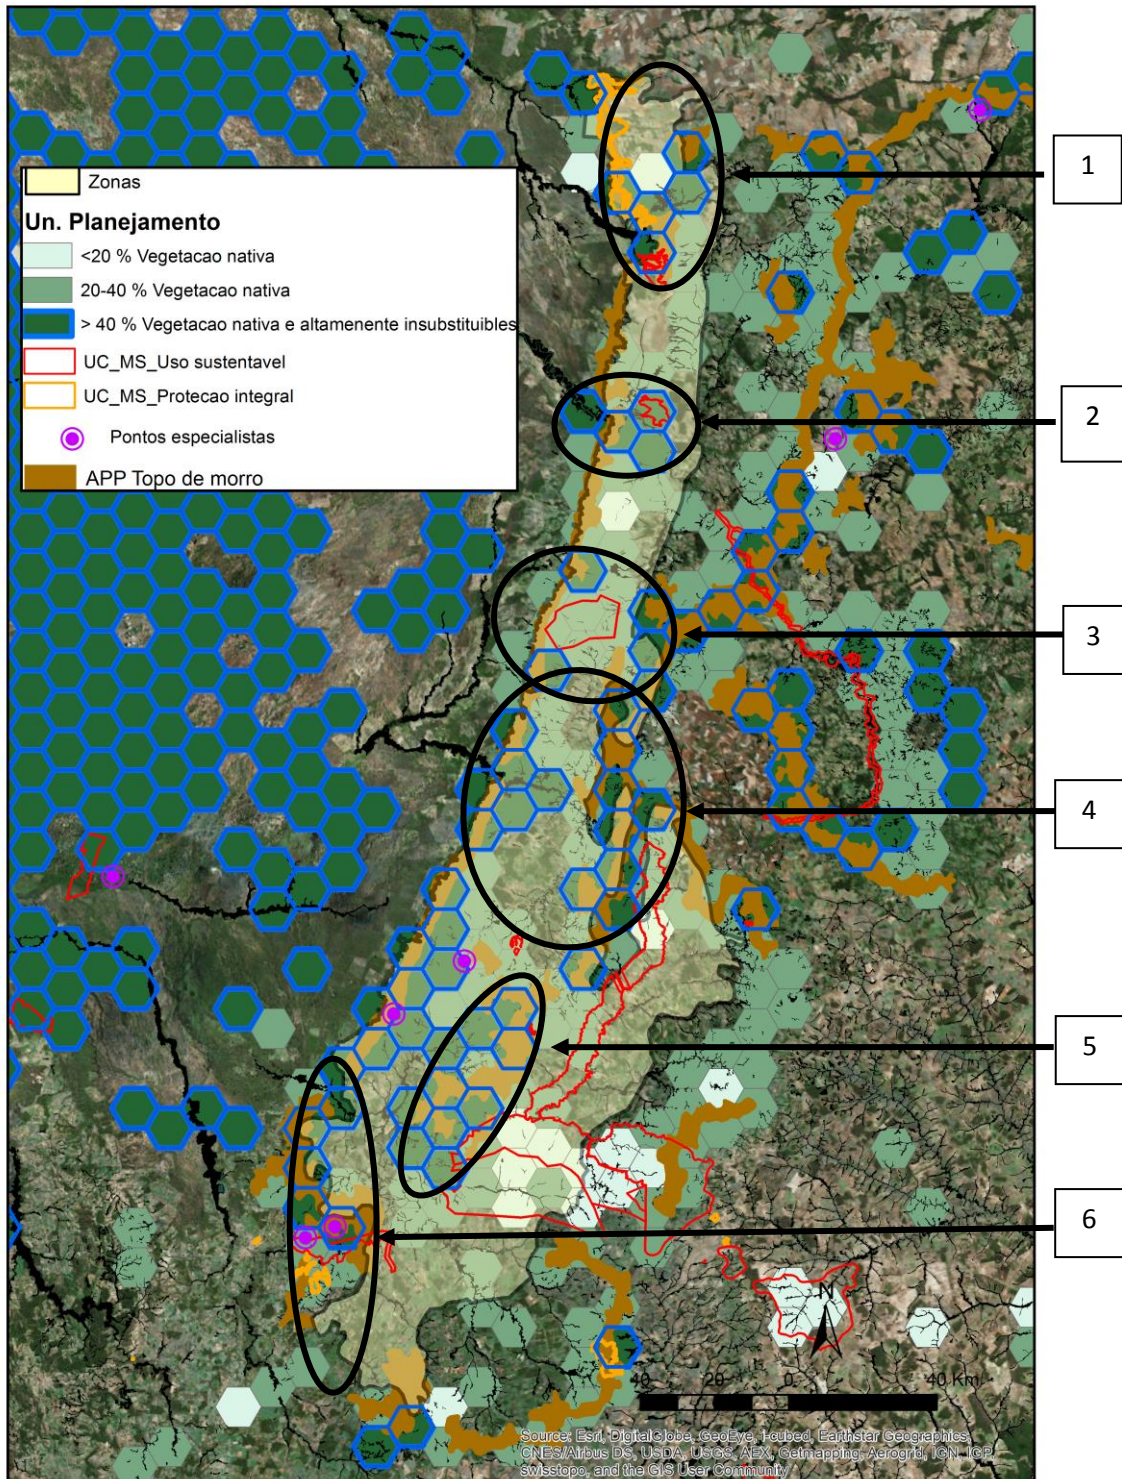 Zonas
Un. Planejamento
<20 % Vegetacao nativa
20-40 % Vegetacao nativa
> 40 % Vegetacao nativa e altamenente insubstituibles
UC_MS_Uso sustentavel
UC_MS_Protecao integral
Pontos especialistas
APP Topo de morro
1
2
3
4
5
6
N
40 20 0 40 Km
Source: Esri, DigitalGlobe, GeoEye, i-cubed, Earthstar Geographics,
CNES/Airbus DS, USDA, USGS, AEX, Getmapping, Aerogrid, IGN, IGP,
swisstopo, and the GIS User Community